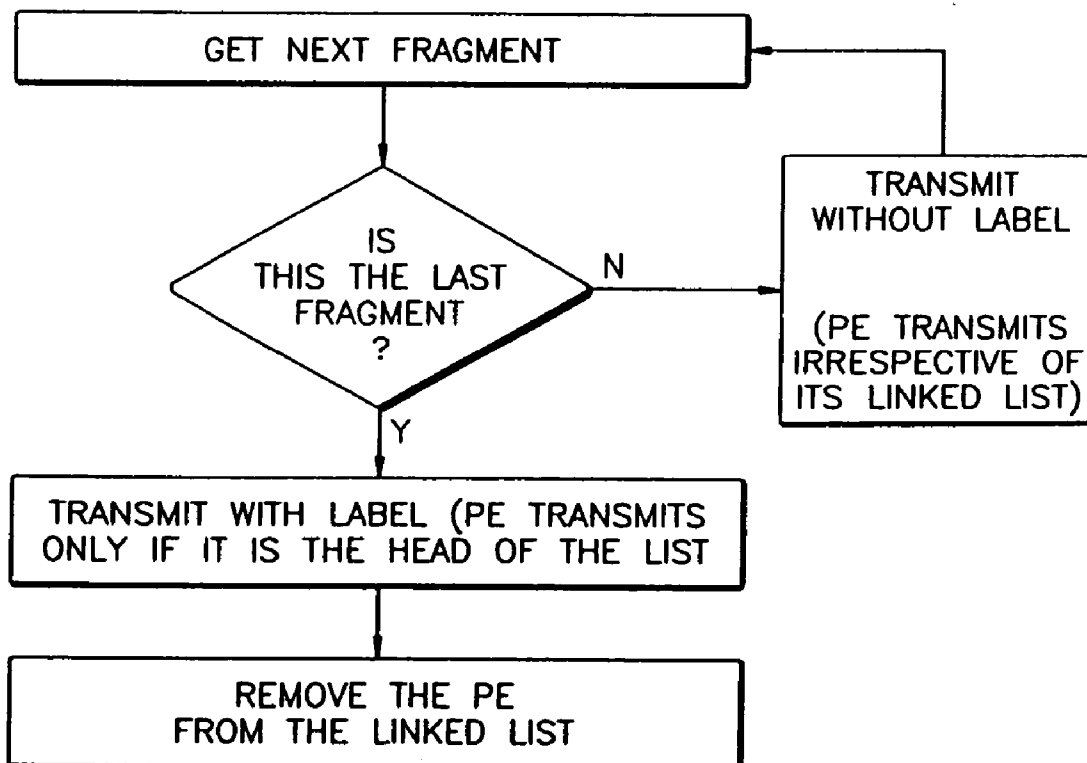 GET NEXT FRAGMENT
IS
THIS THE LAST
FRAGMENT
?
N
TRANSMIT
WITHOUT LABEL
(PE TRANSMITS
IRRESPECTIVE OF
ITS LINKED LIST)
Y
TRANSMIT WITH LABEL (PE TRANSMITS
ONLY IF IT IS THE HEAD OF THE LIST
REMOVE THE PE
FROM THE LINKED LIST